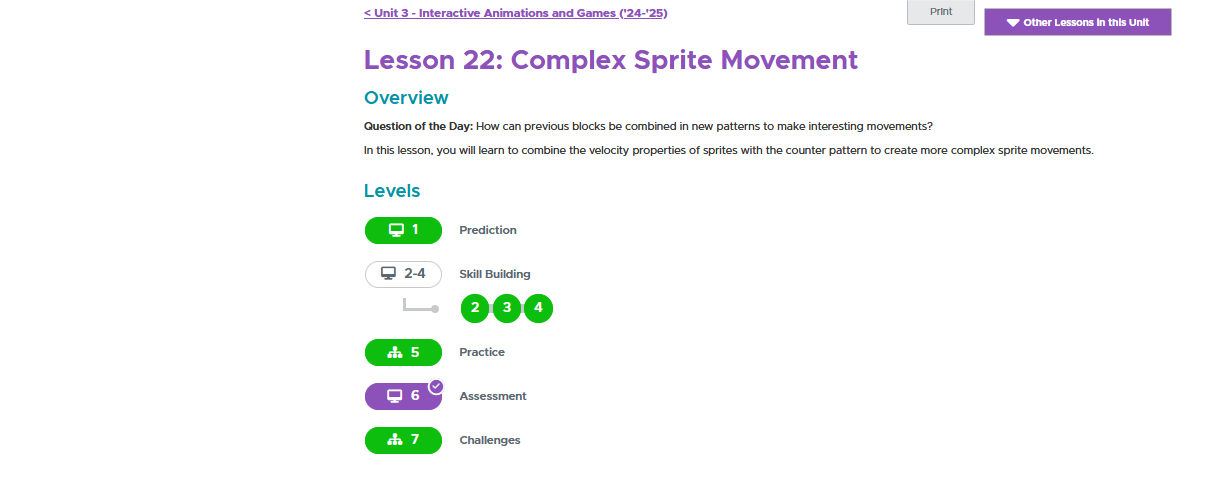 < Unit 3 - Interactive Animations and Games ('24-'25)
Print
Other Lessons in this Unit
Lesson 22: Complex Sprite Movement
Overview
Question of the Day: How can previous blocks be combined in new patterns to make interesting movements?
In this lesson, you will learn to combine the velocity properties of sprites with the counter pattern to create more complex sprite movements.
Levels
1 Prediction
2-4 Skill Building
2 3 4
5 Practice
6 Assessment
7 Challenges